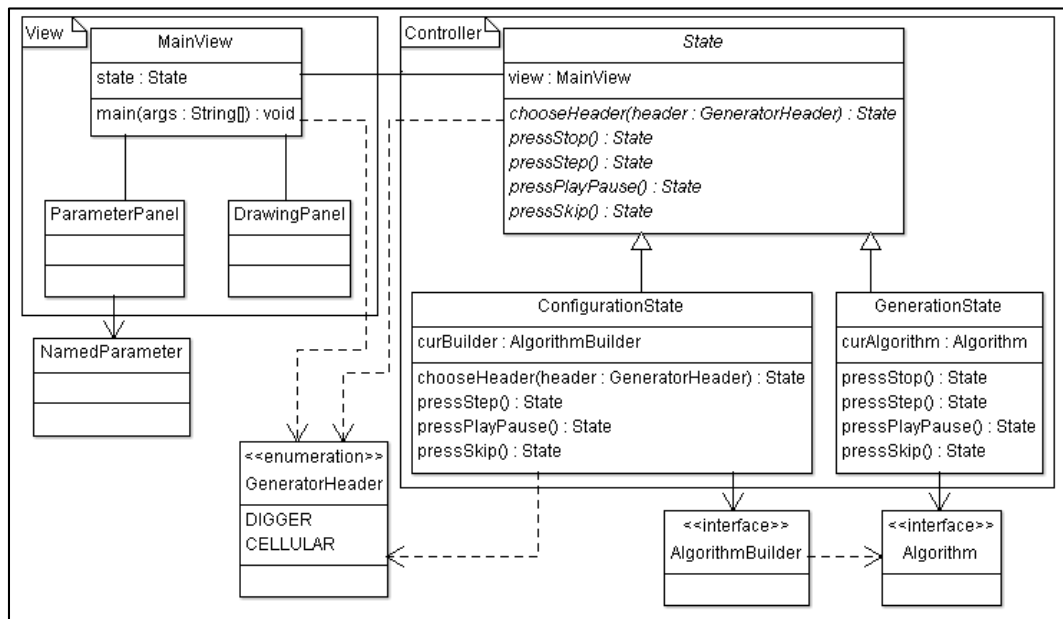 View
MainView
state : State
main(args : String[]) : void
ParameterPanel
DrawingPanel
NamedParameter
Controller
State
view : MainView
chooseHeader(header : GeneratorHeader) : State
pressStop() : State
pressStep() : State
pressPlayPause() : State
pressSkip() : State
ConfigurationState
curBuilder : AlgorithmBuilder
chooseHeader(header : GeneratorHeader) : State
pressStep() : State
pressPlayPause() : State
pressSkip() : State
GenerationState
curAlgorithm : Algorithm
pressStop() : State
pressStep() : State
pressPlayPause() : State
pressSkip() : State
<<enumeration>>
GeneratorHeader
DIGGER
CELLULAR
<<interface>>
AlgorithmBuilder
<<interface>>
Algorithm